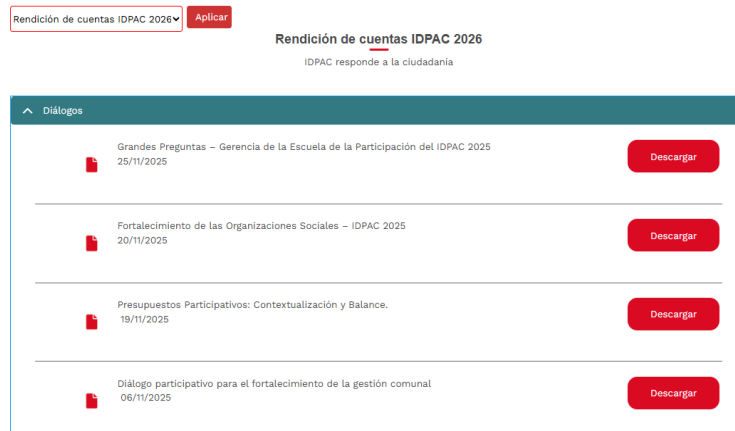 Rendición de cuentas IDPAC 2026
Aplicar
Rendición de cuentas IDPAC 2026
IDPAC responde a la ciudadanía
Diálogos
Grandes Preguntas – Gerencia de la Escuela de la Participación del IDPAC 2025
25/11/2025
Descargar
Fortalecimiento de las Organizaciones Sociales – IDPAC 2025
20/11/2025
Descargar
Presupuestos Participativos: Contextualización y Balance.
19/11/2025
Descargar
Diálogo participativo para el fortalecimiento de la gestión comunal
06/11/2025
Descargar